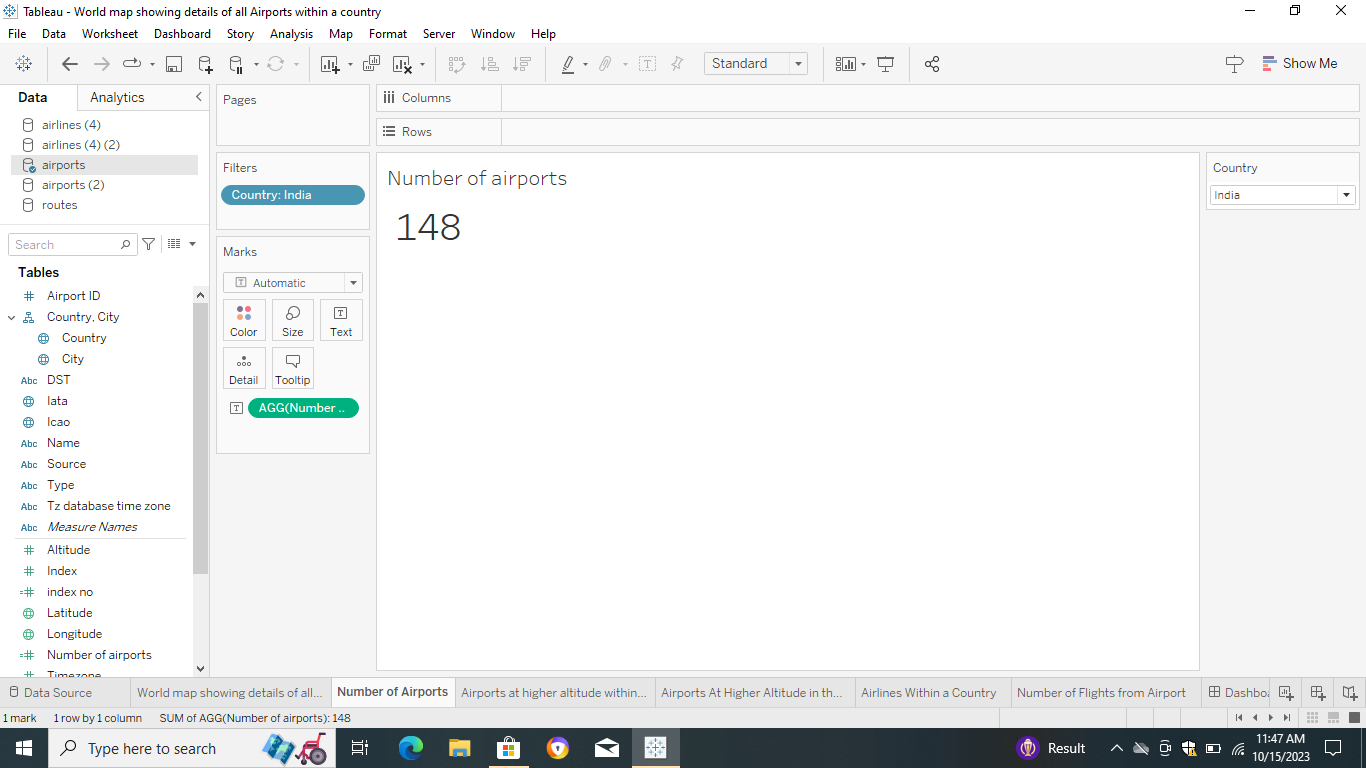 Tableau - World map showing details of all Airports within a country
File Data Worksheet Dashboard Story Analysis Map Format Server Window Help
Standard
Show Me
Data Analytics
airlines (4)
airlines (4) (2)
airports
airports (2)
routes
Search
Tables
# Airport ID
Country, City
Country
City
Abc DST
Iata
Icao
Abc Name
Abc Source
Abc Type
Abc Tz database time zone
Abc Measure Names
# Altitude
# Index
=# index no
Latitude
Longitude
=# Number of airports
# Timezone
Pages
Filters
Country: India
Marks
T Automatic
Color Size Text
Detail Tooltip
T AGG(Number ..
Columns
Rows
Number of airports
148
Country
India
Data Source World map showing details of all... Number of Airports Airports at higher altitude within... Airports At Higher Altitude in th... Airlines Within a Country Number of Flights from Airport Dashboa
1 mark 1 row by 1 column SUM of AGG(Number of airports): 148
Type here to search
Result
11:47 AM
10/15/2023